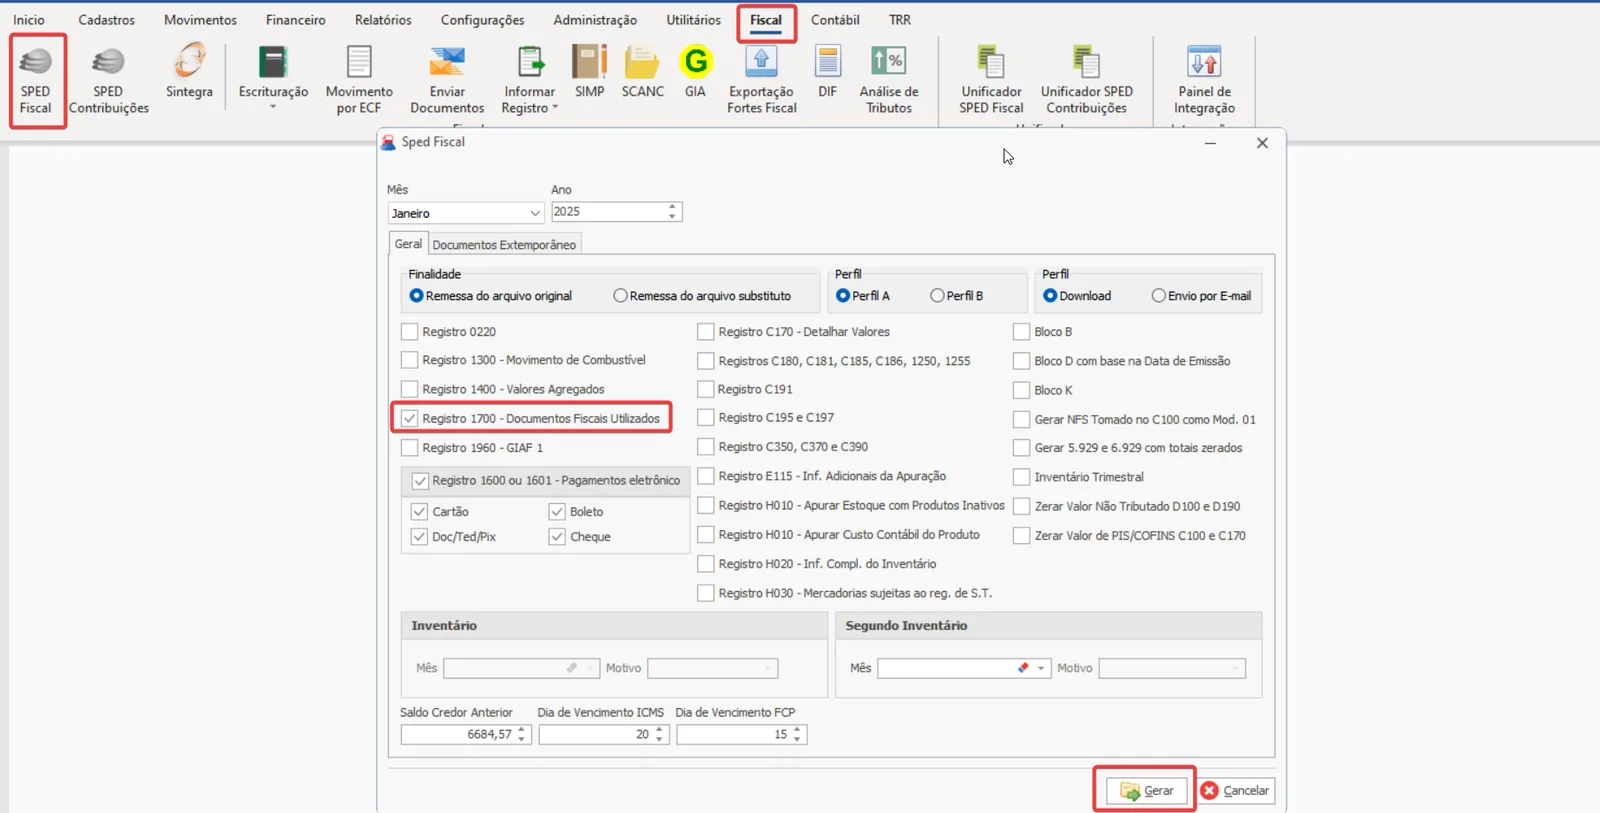 Inicio Cadastros Movimentos Financeiro Relatórios Configurações Administração Utilitários Fiscal Contábil TRR
SPED Fiscal
SPED Contribuições
Sintegra
Escrituração
Movimento por ECF
Enviar Documentos
Informar Registro
SIMP
SCANC
G
GIA
Exportação Fortes Fiscal
DIF
%
Análise de Tributos
Unificador SPED Fiscal
Unificador SPED Contribuições
Painel de Integração
Sped Fiscal
Mês Ano
Janeiro 2025
Geral Documentos Extemporâneo
Finalidade Perfil Perfil
Remessa do arquivo original Remessa do arquivo substituto Perfil A Perfil B Download Envio por E-mail
Registro 0220
Registro 1300 - Movimento de Combustível
Registro 1400 - Valores Agregados
Registro 1700 - Documentos Fiscais Utilizados
Registro 1960 - GIAF 1
Registro 1600 ou 1601 - Pagamentos eletrônico
Cartão Boleto
Doc/Ted/Pix Cheque
Registro C170 - Detalhar Valores
Registros C180, C181, C185, C186, 1250, 1255
Registro C191
Registro C195 e C197
Registro C350, C370 e C390
Registro E115 - Inf. Adicionais da Apuração
Registro H010 - Apurar Estoque com Produtos Inativos
Registro H010 - Apurar Custo Contábil do Produto
Registro H020 - Inf. Compl. do Inventário
Registro H030 - Mercadorias sujeitas ao reg. de S.T.
Bloco B
Bloco D com base na Data de Emissão
Bloco K
Gerar NFS Tomado no C100 como Mod. 01
Gerar 5.929 e 6.929 com totais zerados
Inventário Trimestral
Zerar Valor Não Tributado D100 e D190
Zerar Valor de PIS/COFINS C100 e C170
Inventário
Mês Motivo
Segundo Inventário
Mês Motivo
Saldo Credor Anterior Dia de Vencimento ICMS Dia de Vencimento FCP
6684,57 20 15
Gerar Cancelar